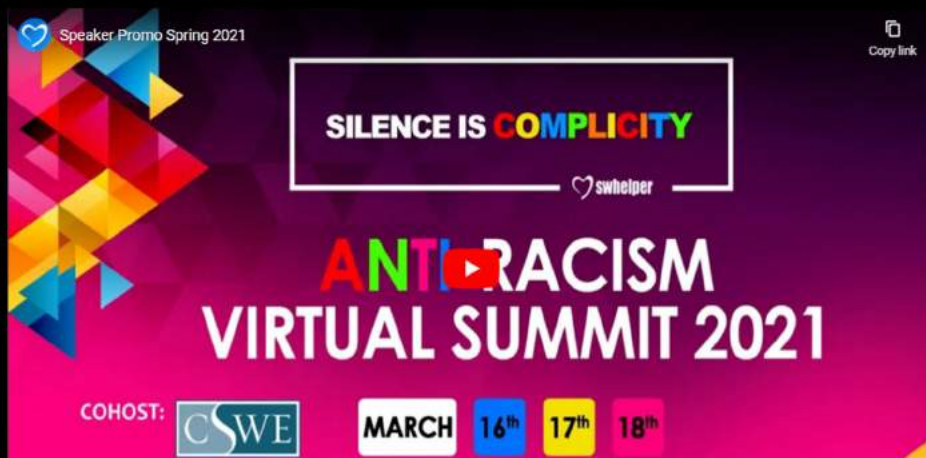 Speaker Promo Spring 2021
Copy link
SILENCE IS COMPLICITY
swhelper
ANTI-RACISM
VIRTUAL SUMMIT 2021
COHOST: CSWE MARCH 16th 17th 18th